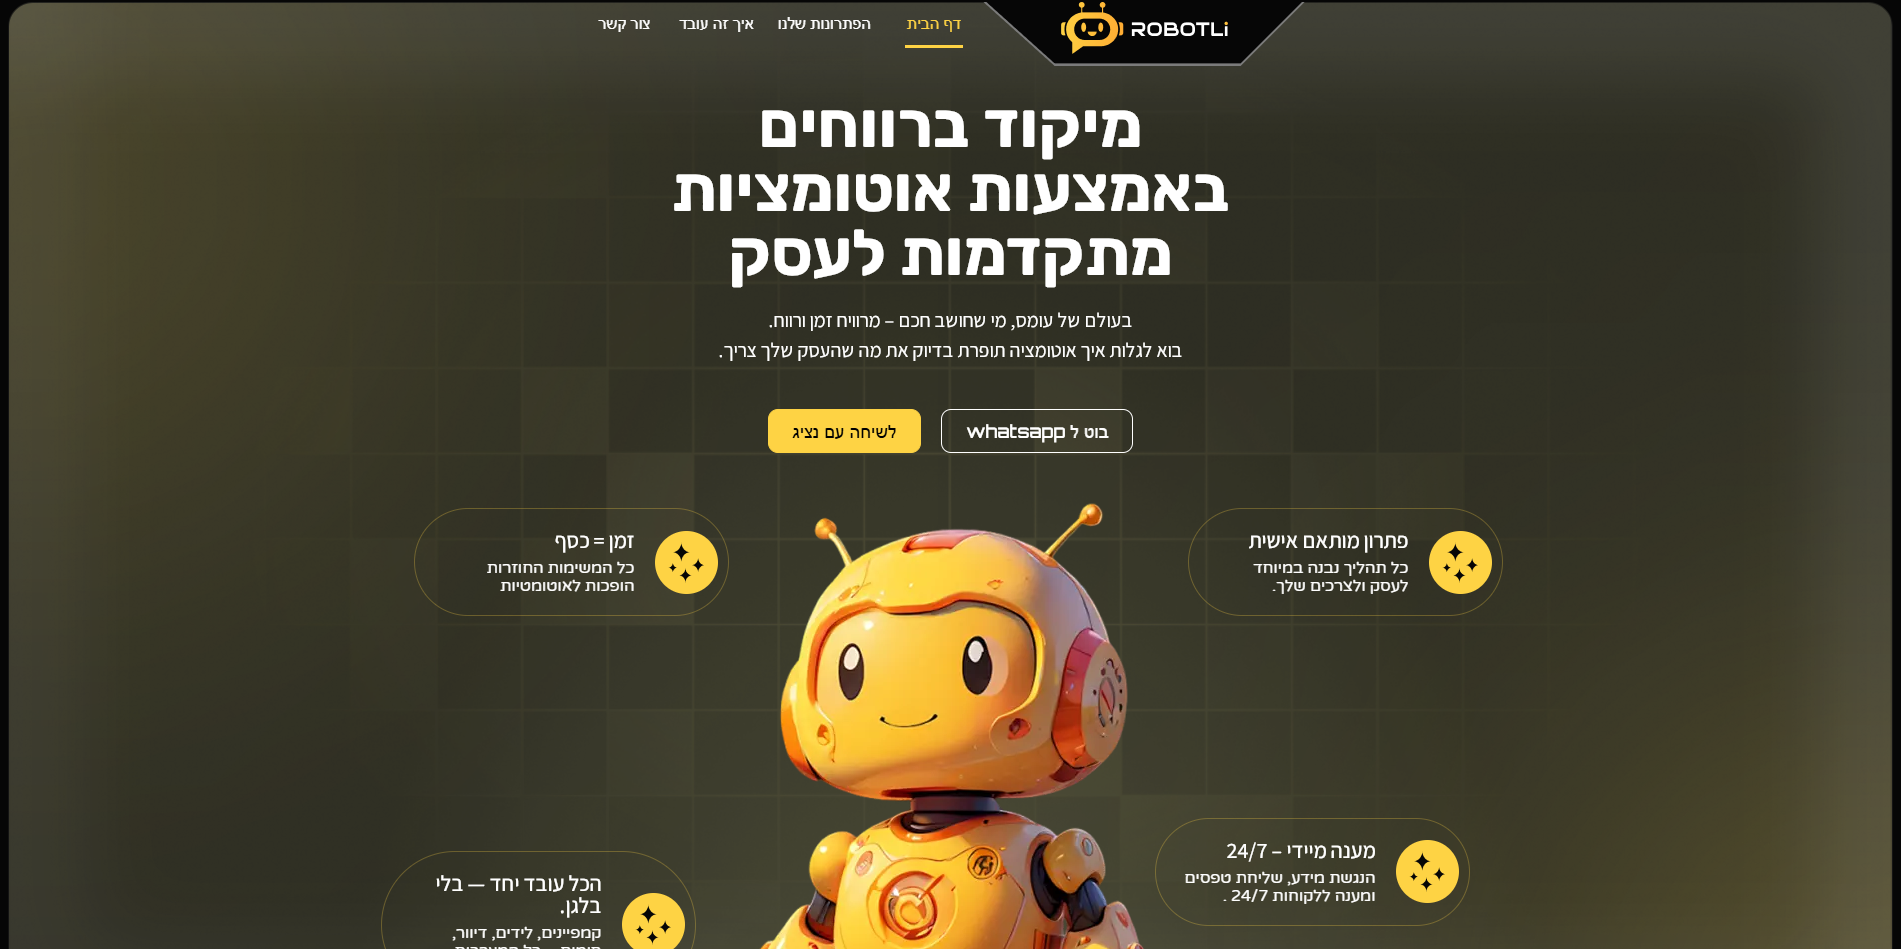 ROBOTLi
דף הבית
הפתרונות שלנו
איך זה עובד
צור קשר
מיקוד ברווחים
באמצעות אוטומציות
מתקדמות לעסק
בעולם של עומס, מי שחושב חכם – מרוויח זמן ורווח.
בוא לגלות איך אוטומציה תופרת בדיוק את מה שהעסק שלך צריך.
בוט ל whatsapp
לשיחה עם נציג
פתרון מותאם אישית
כל תהליך נבנה במיוחד
לעסק ולצרכים שלך.
זמן = כסף
כל המשימות החוזרות
הופכות לאוטומטיות
מענה מיידי – 24/7
הנגשת מידע, שליחת טפסים
ומענה ללקוחות 24/7 .
הכל עובד יחד — בלי
בלגן.
קמפיינים, לידים, דיוור,